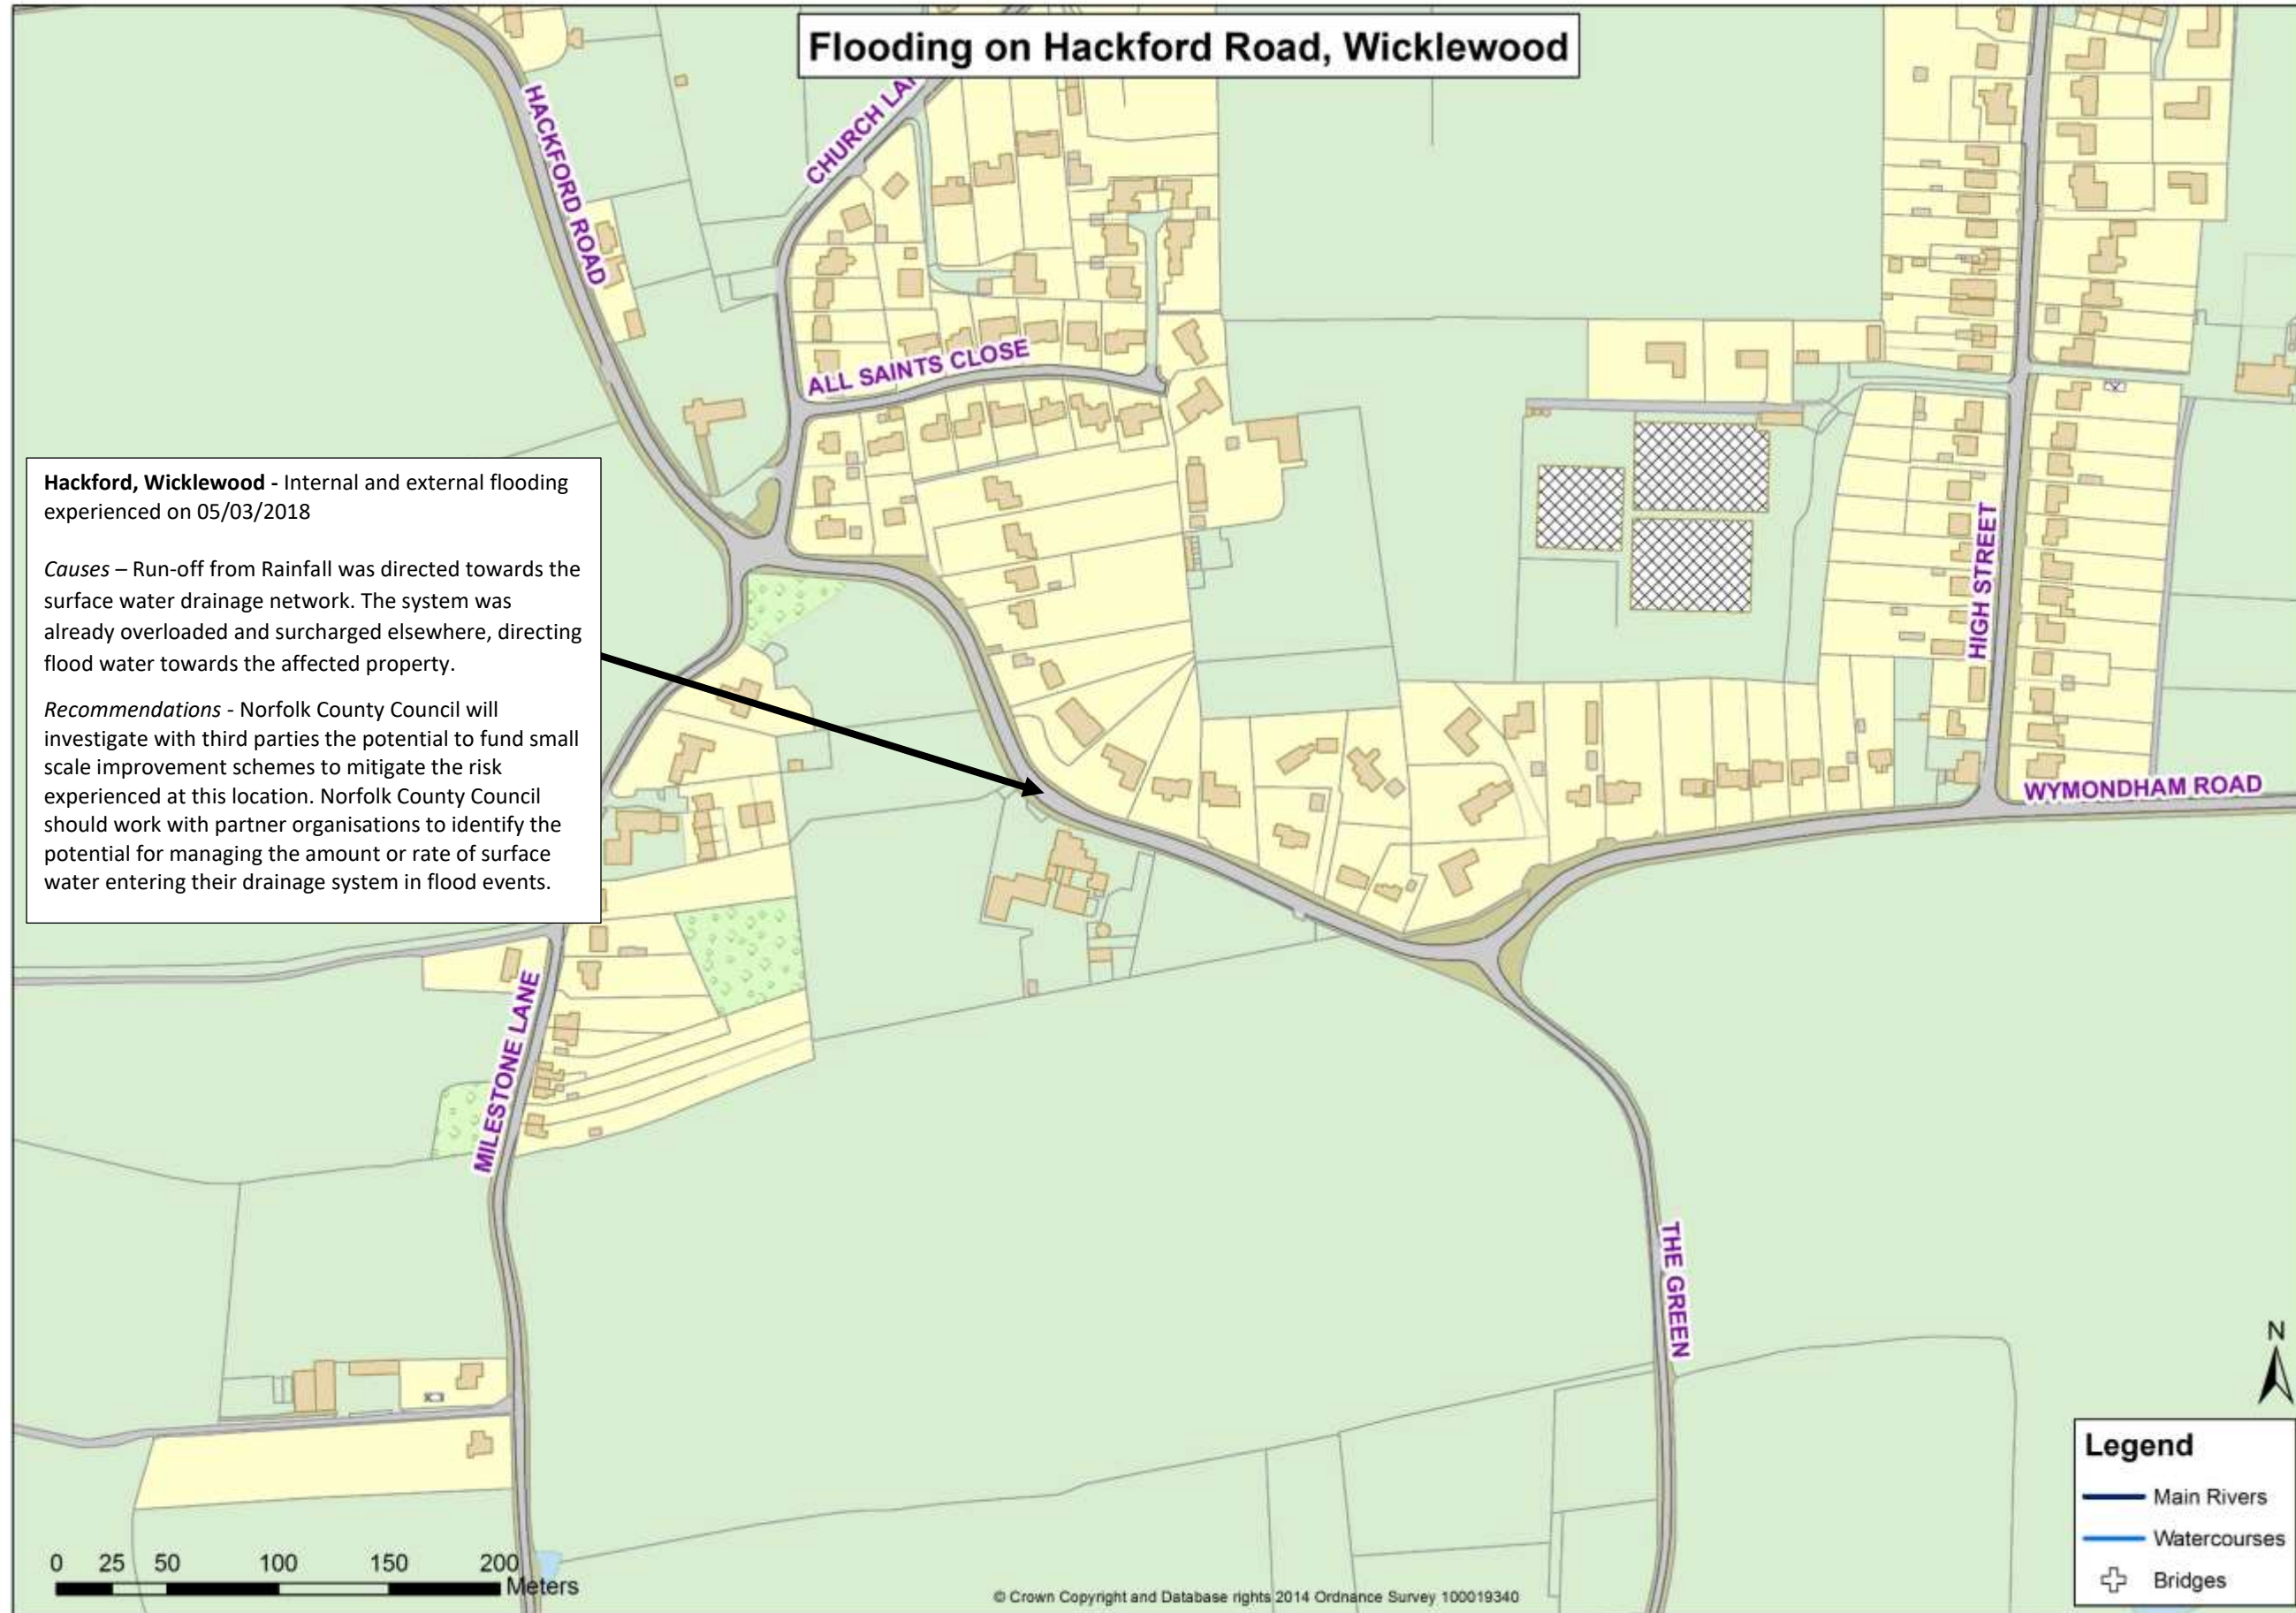 Flooding on Hackford Road, Wicklewood
HACKFORD ROAD
CHURCH LA
ALL SAINTS CLOSE
Hackford, Wicklewood - Internal and external flooding
experienced on 05/03/2018
Causes – Run-off from Rainfall was directed towards the
surface water drainage network. The system was
already overloaded and surcharged elsewhere, directing
flood water towards the affected property.
Recommendations - Norfolk County Council will
investigate with third parties the potential to fund small
scale improvement schemes to mitigate the risk
experienced at this location. Norfolk County Council
should work with partner organisations to identify the
potential for managing the amount or rate of surface
water entering their drainage system in flood events.
HIGH STREET
WYMONDHAM ROAD
MILESTONE LANE
THE GREEN
N
Legend
Main Rivers
Watercourses
Bridges
0 25 50 100 150 200
Meters
© Crown Copyright and Database rights 2014 Ordnance Survey 100019340